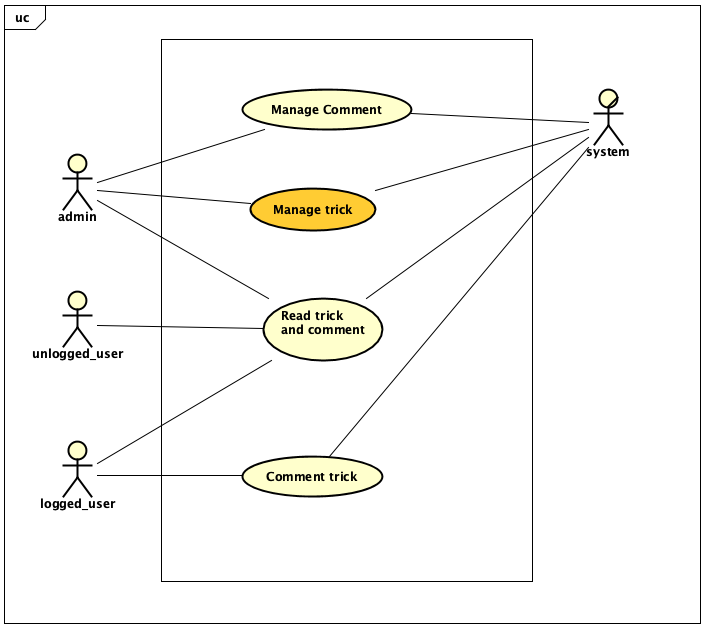 uc
Manage Comment
system
admin
Manage trick
Read trick
and comment
unlogged_user
Comment trick
logged_user